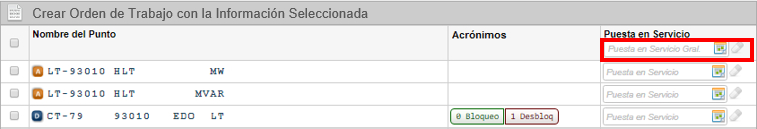 Crear Orden de Trabajo con la Información Seleccionada
Nombre del Punto Acrónimos Puesta en Servicio
Puesta en Servicio Gral.
A LT-93010 HLT MW Puesta en Servicio
A LT-93010 HLT MVAR Puesta en Servicio
D CT-79 93010 EDO LT 0 Bloqueo 1 Desbloq Puesta en Servicio